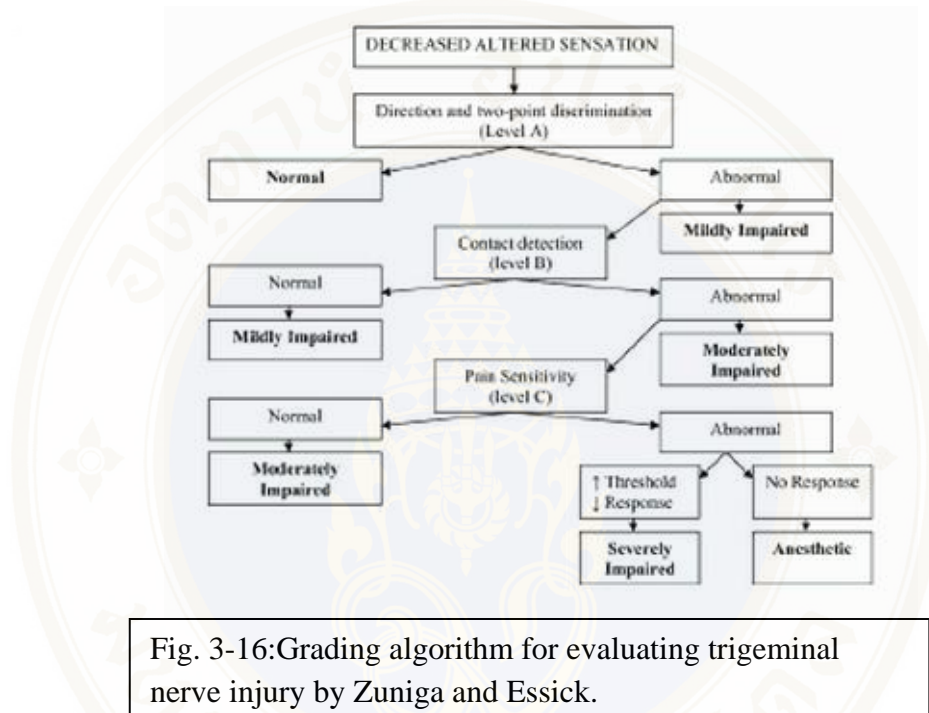 DECREASED ALTERED SENSATION
Direction and two-point discrimination
(Level A)
Normal
Abnormal
Mildly Impaired
Contact detection
(level B)
Normal
Mildly Impaired
Abnormal
Moderately
Impaired
Pain Sensitivity
(level C)
Normal
Moderately
Impaired
Abnormal
↑ Threshold
↓ Response
No Response
Severely
Impaired
Anesthetic
Fig. 3-16:Grading algorithm for evaluating trigeminal
nerve injury by Zuniga and Essick.